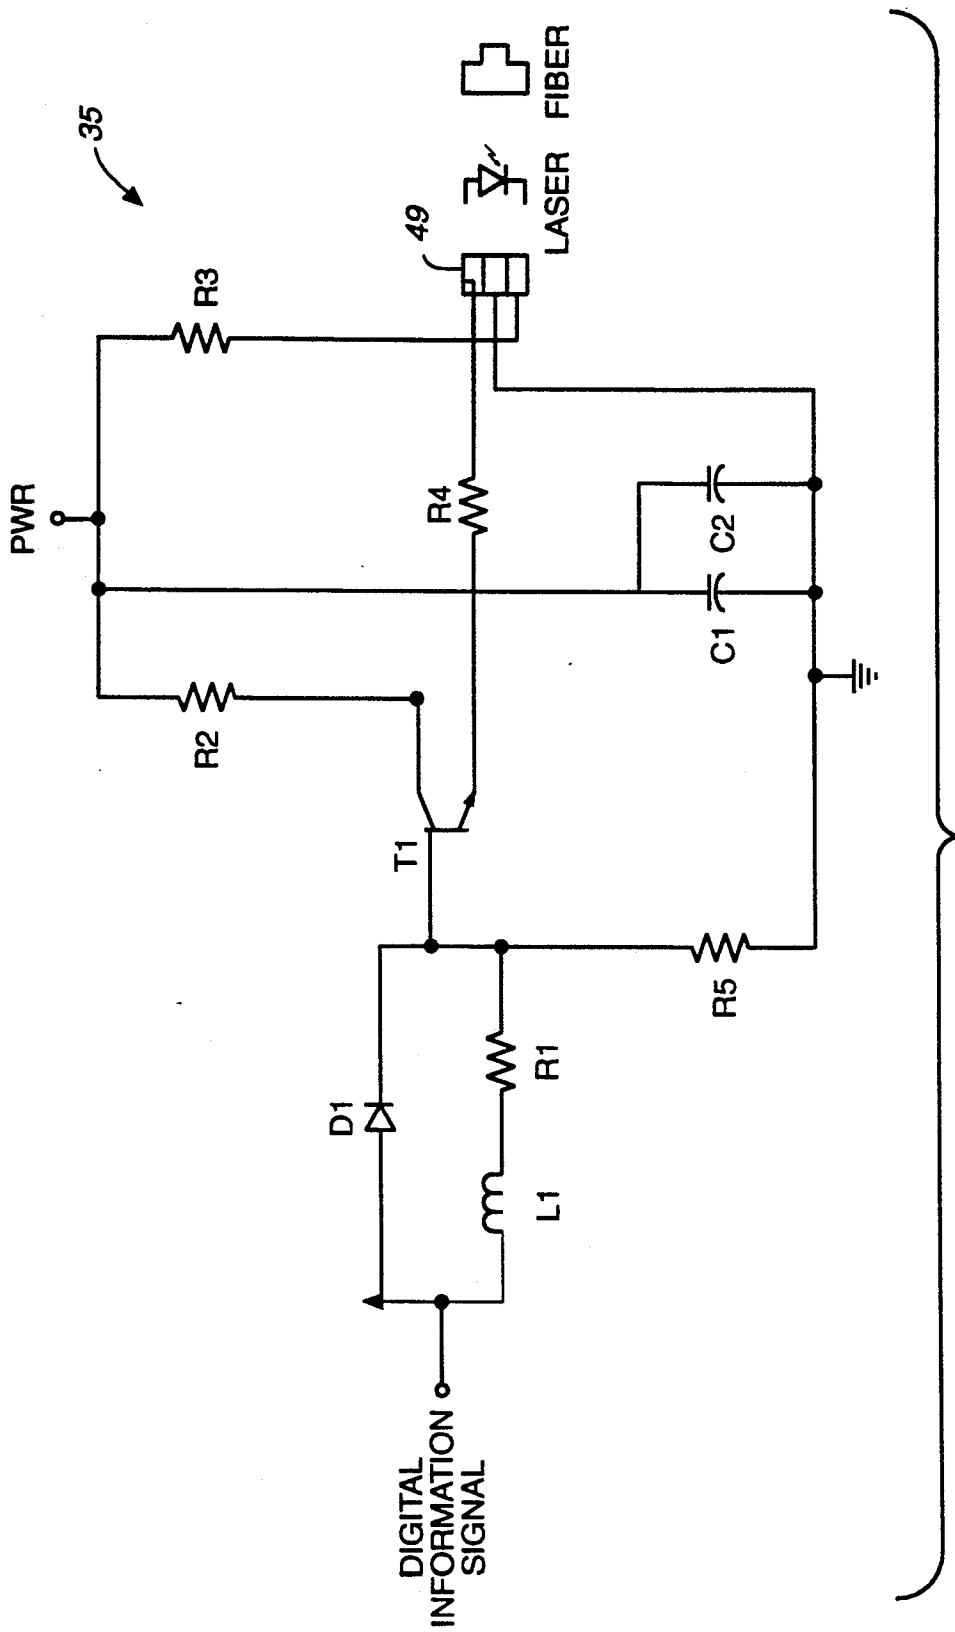 35
PWR
R3
49
R2
R4
LASER
FIBER
T1
C1
C2
D1
L1
R1
R5
DIGITAL
INFORMATION
SIGNAL